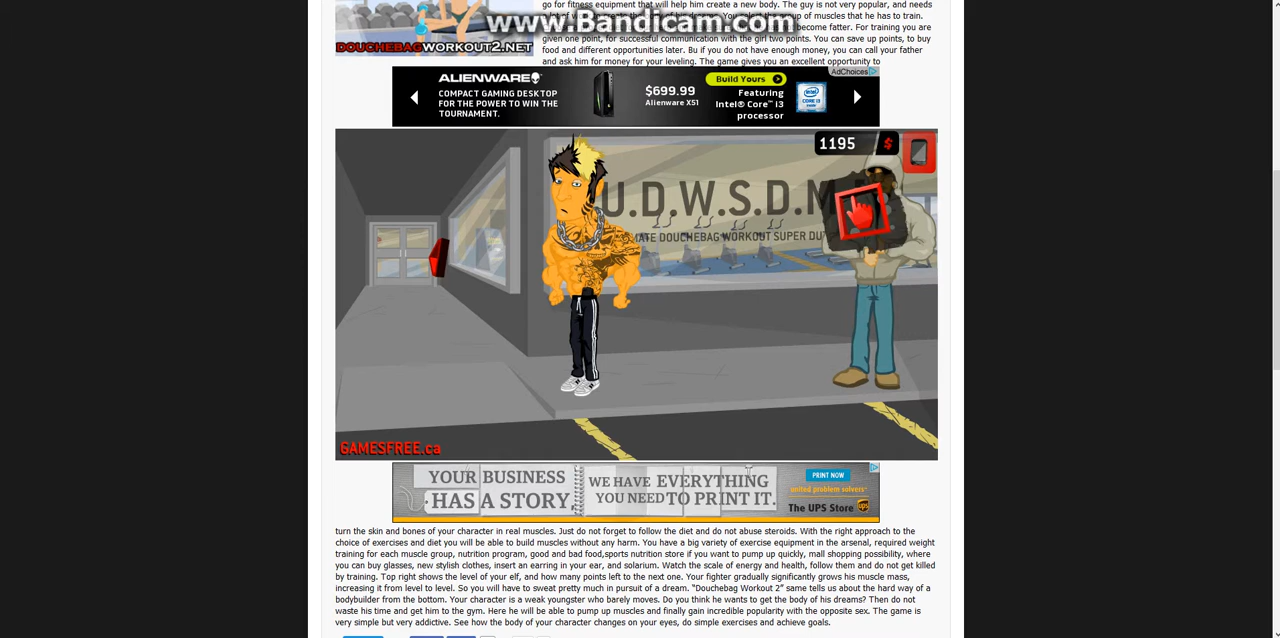 go for fitness equipment that will help him create a new body. The guy is not very popular, and needs
become fatter. For training you are
given one point, for successful communication with the girl two points. You can save up points, to buy
food and different opportunities later. Bu if you do not have enough money, you can call your father
and ask him for money for your leveling. The game gives you an excellent opportunity to
www.Bandicam.com
DOUCHEBAGWORKOUT2.NET
AdChoices
ALIENWARE
COMPACT GAMING DESKTOP
FOR THE POWER TO WIN THE
TOURNAMENT.
$699.99
Alienware X51
Build Yours
Featuring
Intel® Core™ i3
processor
intel
CORE i3
1195 $
U.D.W.S.D.M
MATE DOUCHEBAG WORKOUT SUPER DU
GAMESFREE.ca
YOUR BUSINESS
HAS A STORY,
WE HAVE EVERYTHING
YOU NEED TO PRINT IT.
PRINT NOW
united problem solvers™
The UPS Store
ups
turn the skin and bones of your character in real muscles. Just do not forget to follow the diet and do not abuse steroids. With the right approach to the
choice of exercises and diet you will be able to build muscles without any harm. You have a big variety of exercise equipment in the arsenal, required weight
training for each muscle group, nutrition program, good and bad food,sports nutrition store if you want to pump up quickly, mall shopping possibility, where
you can buy glasses, new stylish clothes, insert an earring in your ear, and solarium. Watch the scale of energy and health, follow them and do not get killed
by training. Top right shows the level of your elf, and how many points left to the next one. Your fighter gradually significantly grows his muscle mass,
increasing it from level to level. So you will have to sweat pretty much in pursuit of a dream. “Douchebag Workout 2” same tells us about the hard way of a
bodybuilder from the bottom. Your character is a weak youngster who barely moves. Do you think he wants to get the body of his dreams? Then do not
waste his time and get him to the gym. Here he will be able to pump up muscles and finally gain incredible popularity with the opposite sex. The game is
very simple but very addictive. See how the body of your character changes on your eyes, do simple exercises and achieve goals.